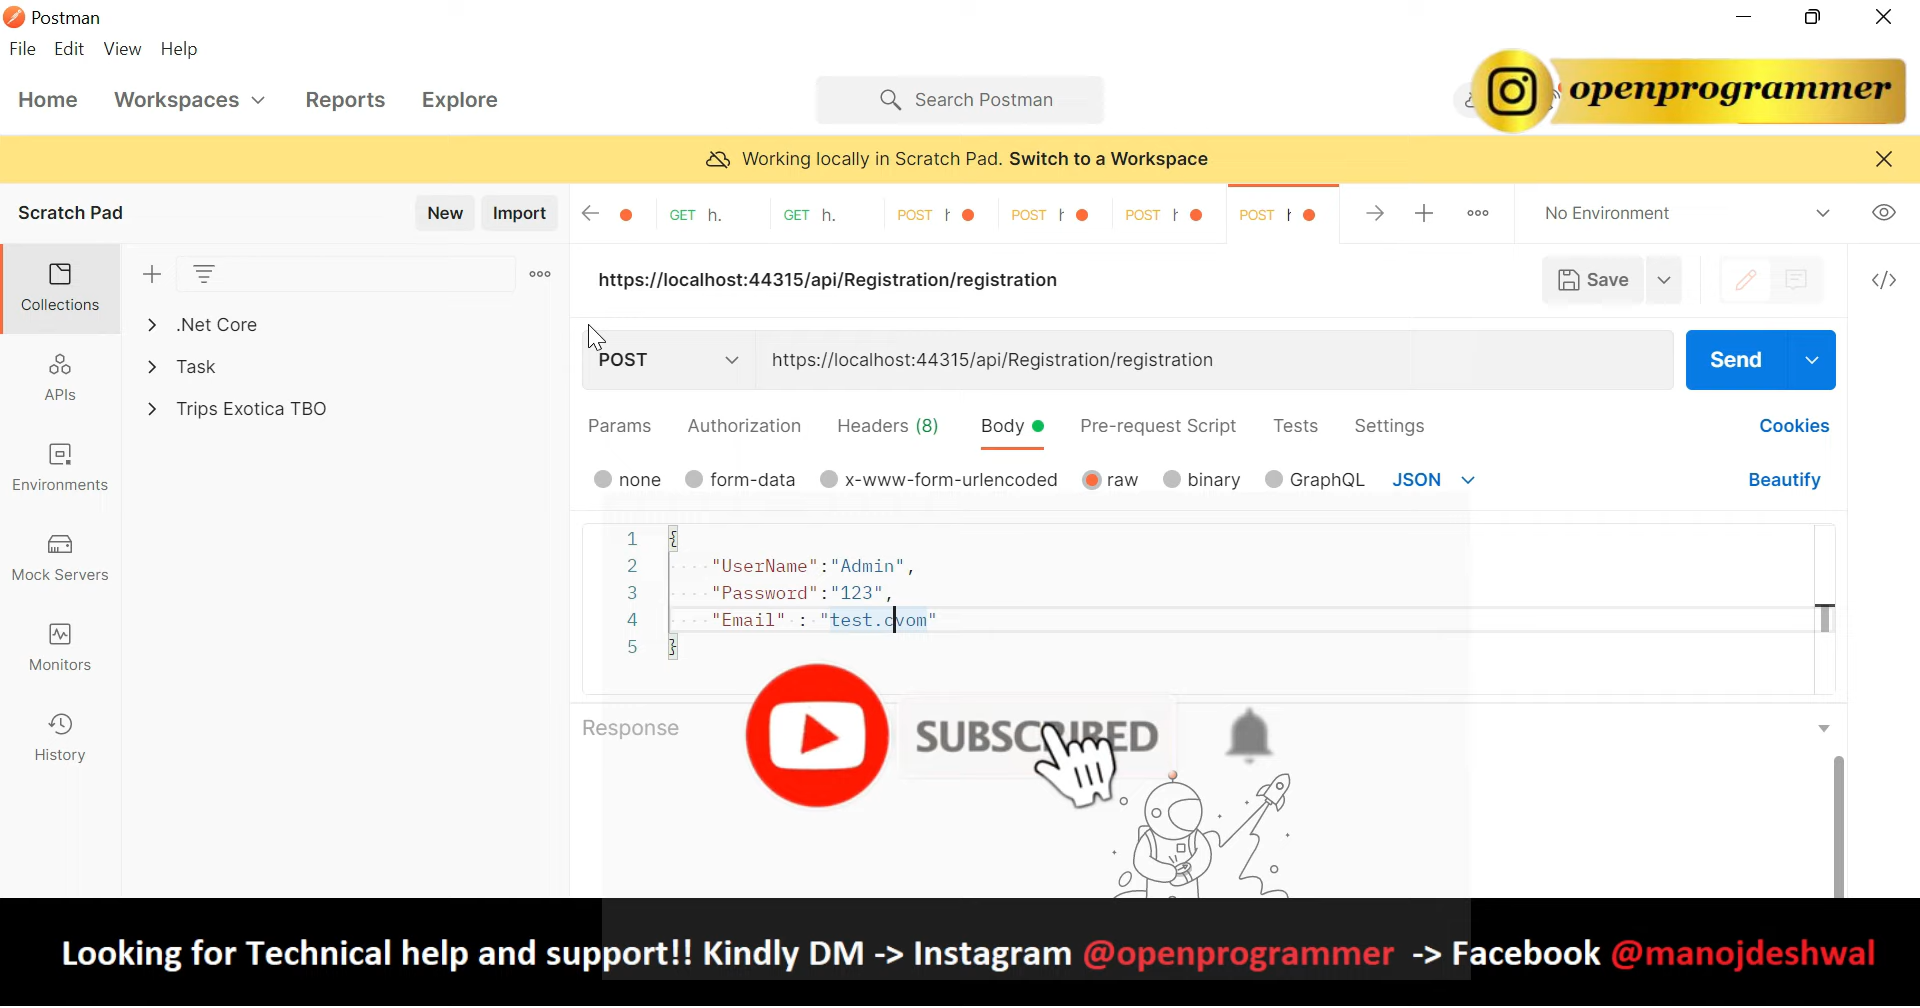 Postman
File Edit View Help
Home Workspaces Reports Explore
Search Postman
openprogrammer
Working locally in Scratch Pad. Switch to a Workspace
Scratch Pad
New Import
GET h. GET h. POST POST POST POST
No Environment
Collections
.Net Core
Task
Trips Exotica TBO
APIs
Environments
Mock Servers
Monitors
History
https://localhost:44315/api/Registration/registration
Save
</>
POST https://localhost:44315/api/Registration/registration
Send
Params Authorization Headers (8) Body Pre-request Script Tests Settings
Cookies
none form-data x-www-form-urlencoded raw binary GraphQL JSON
Beautify
1 {
2 "UserName":"Admin",
3 "Password":"123",
4 "Email" : "test.cvom"
5 }
Response
SUBSCRIBED
Looking for Technical help and support!! Kindly DM -> Instagram @openprogrammer -> Facebook @manojdeshwal